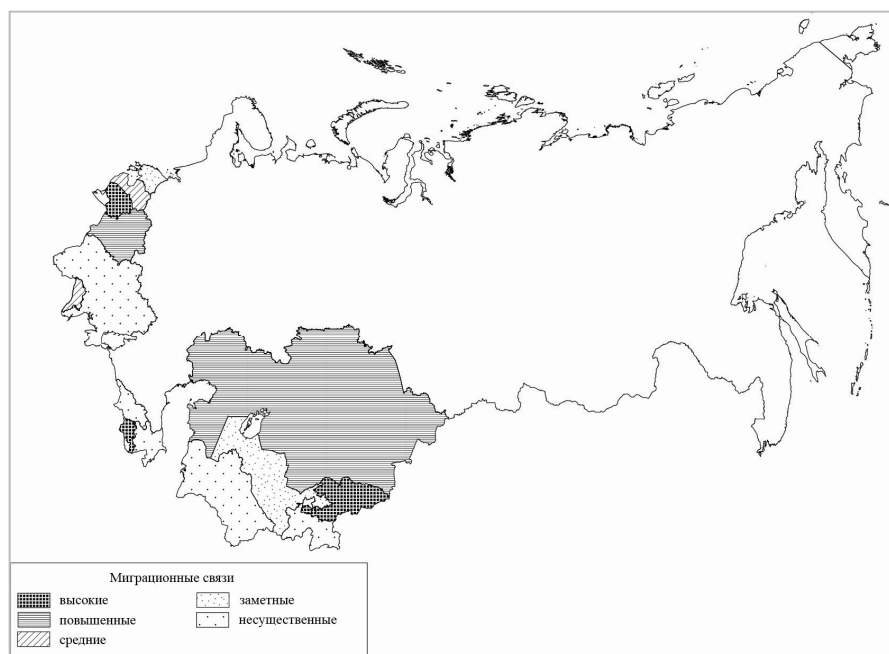 Миграционные связи
высокие
повышенные
средние
заметные
несущественные